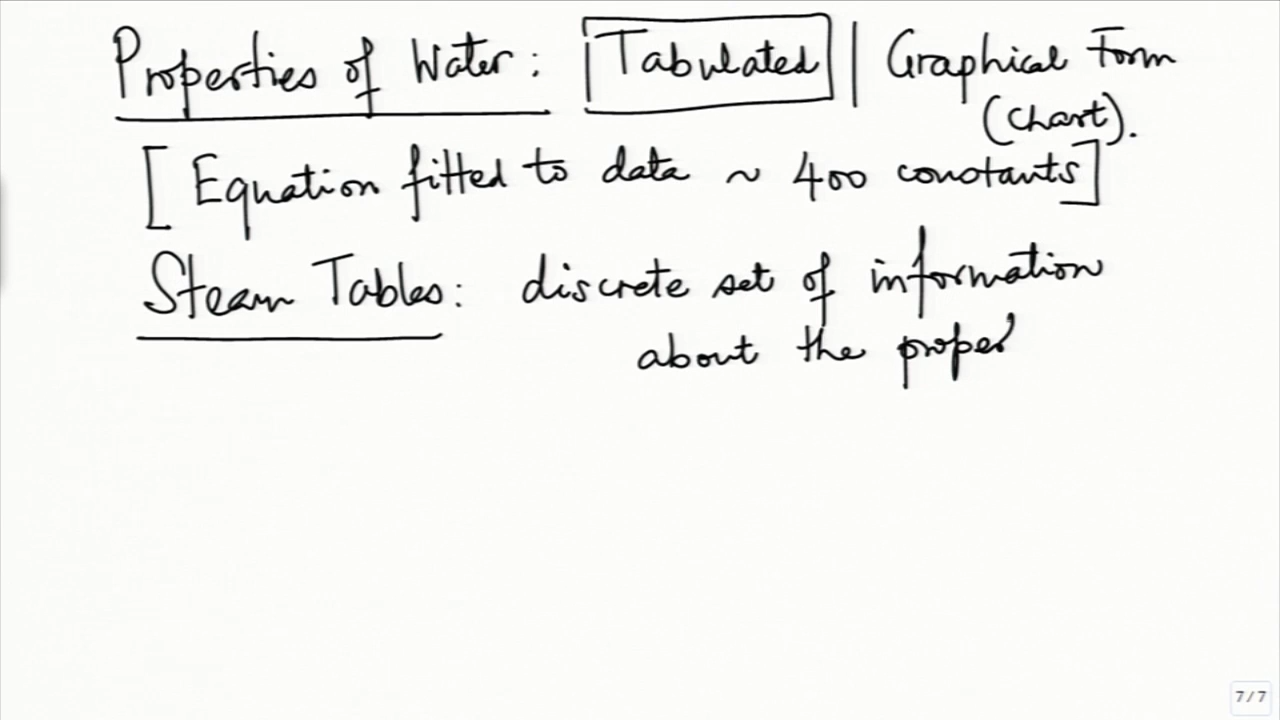 Properties of Water: Tabulated | Graphical Form
(Chart).
[Equation fitted to data ~ 400 constants]
Steam Tables: discrete set of information
about the proper
7/7